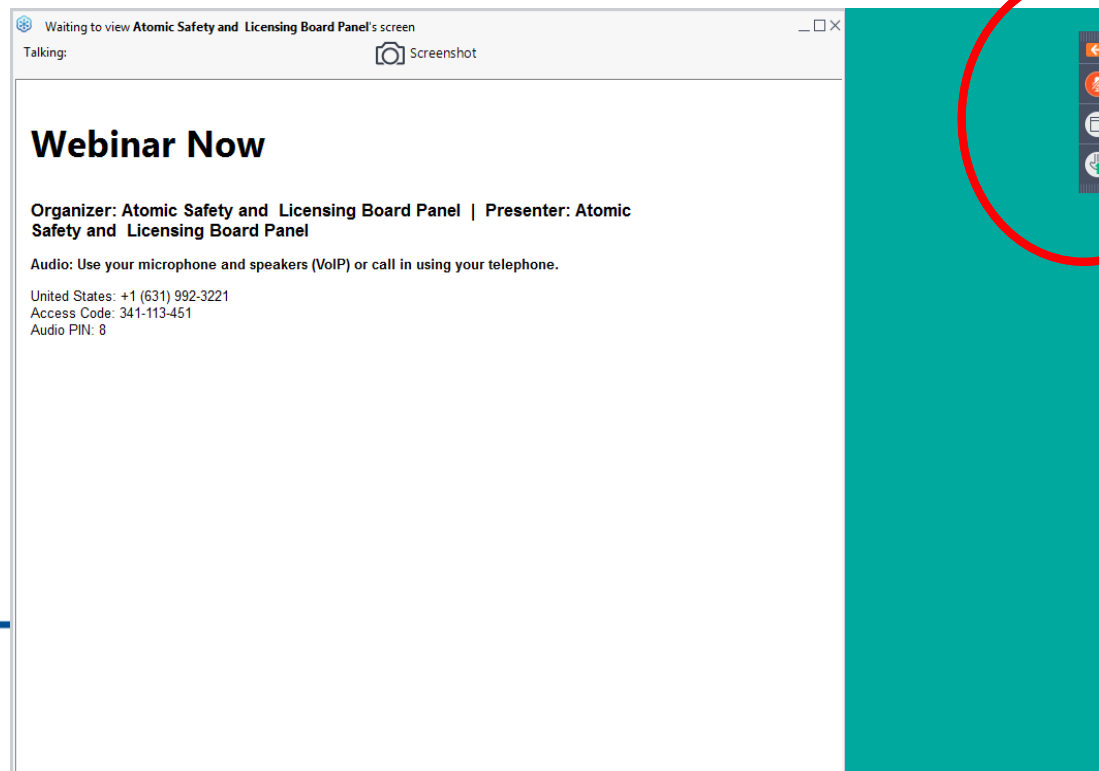 Waiting to view Atomic Safety and Licensing Board Panel's screen
Talking:
Screenshot
Webinar Now
Organizer: Atomic Safety and Licensing Board Panel | Presenter: Atomic
Safety and Licensing Board Panel
Audio: Use your microphone and speakers (VoIP) or call in using your telephone.
United States: +1 (631) 992-3221
Access Code: 341-113-451
Audio PIN: 8